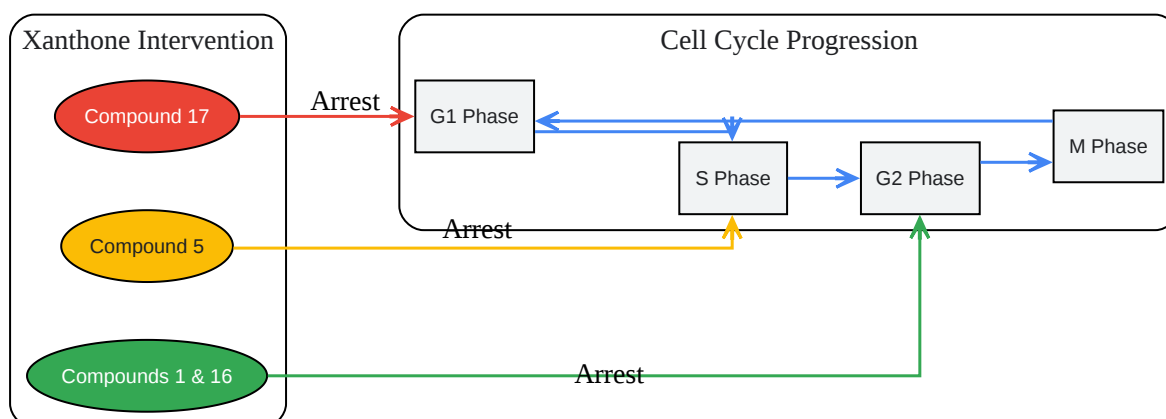 Xanthone Intervention
Cell Cycle Progression
Compound 17
Arrest
G1 Phase
M Phase
S Phase
G2 Phase
Compound 5
Arrest
Compounds 1 & 16
Arrest